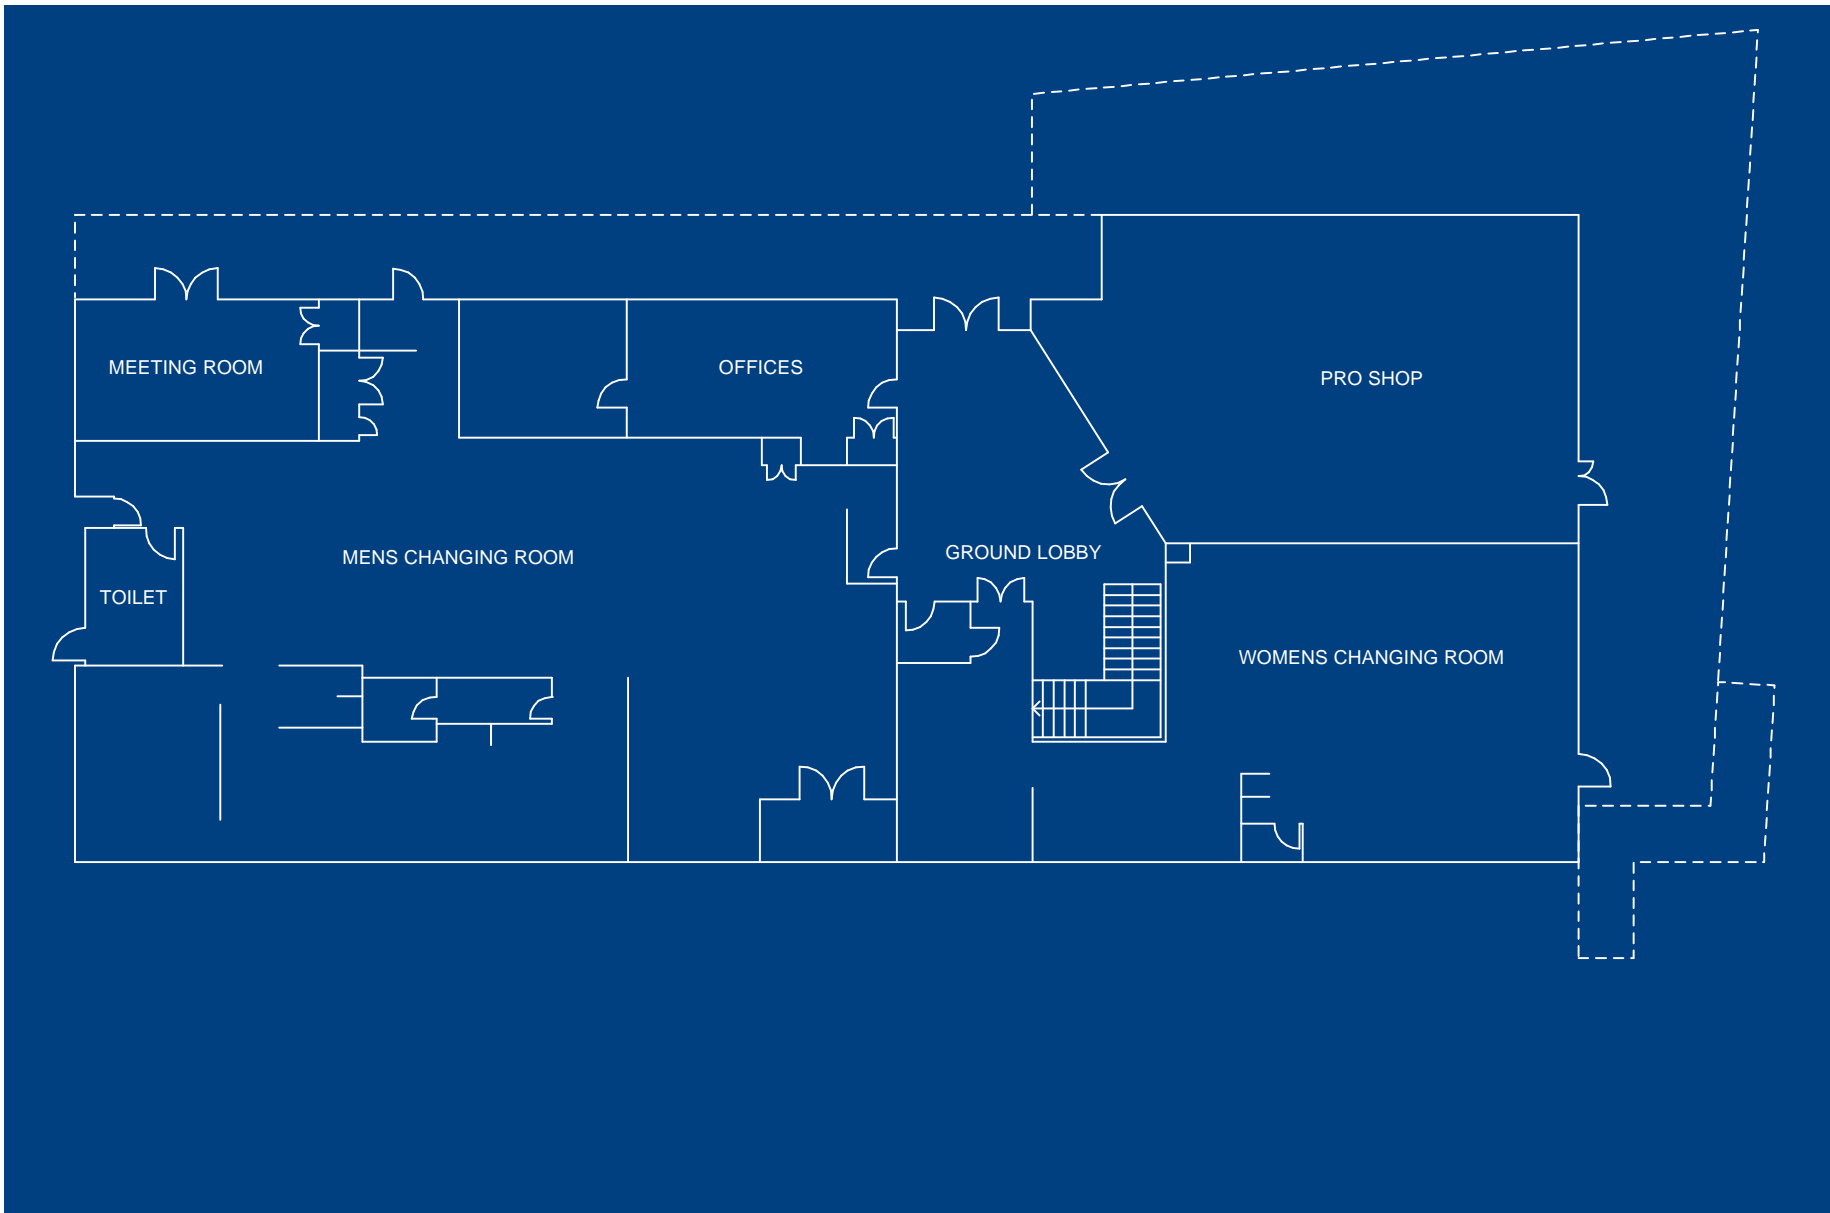 MEETING ROOM
OFFICES
PRO SHOP
MENS CHANGING ROOM
GROUND LOBBY
TOILET
WOMENS CHANGING ROOM